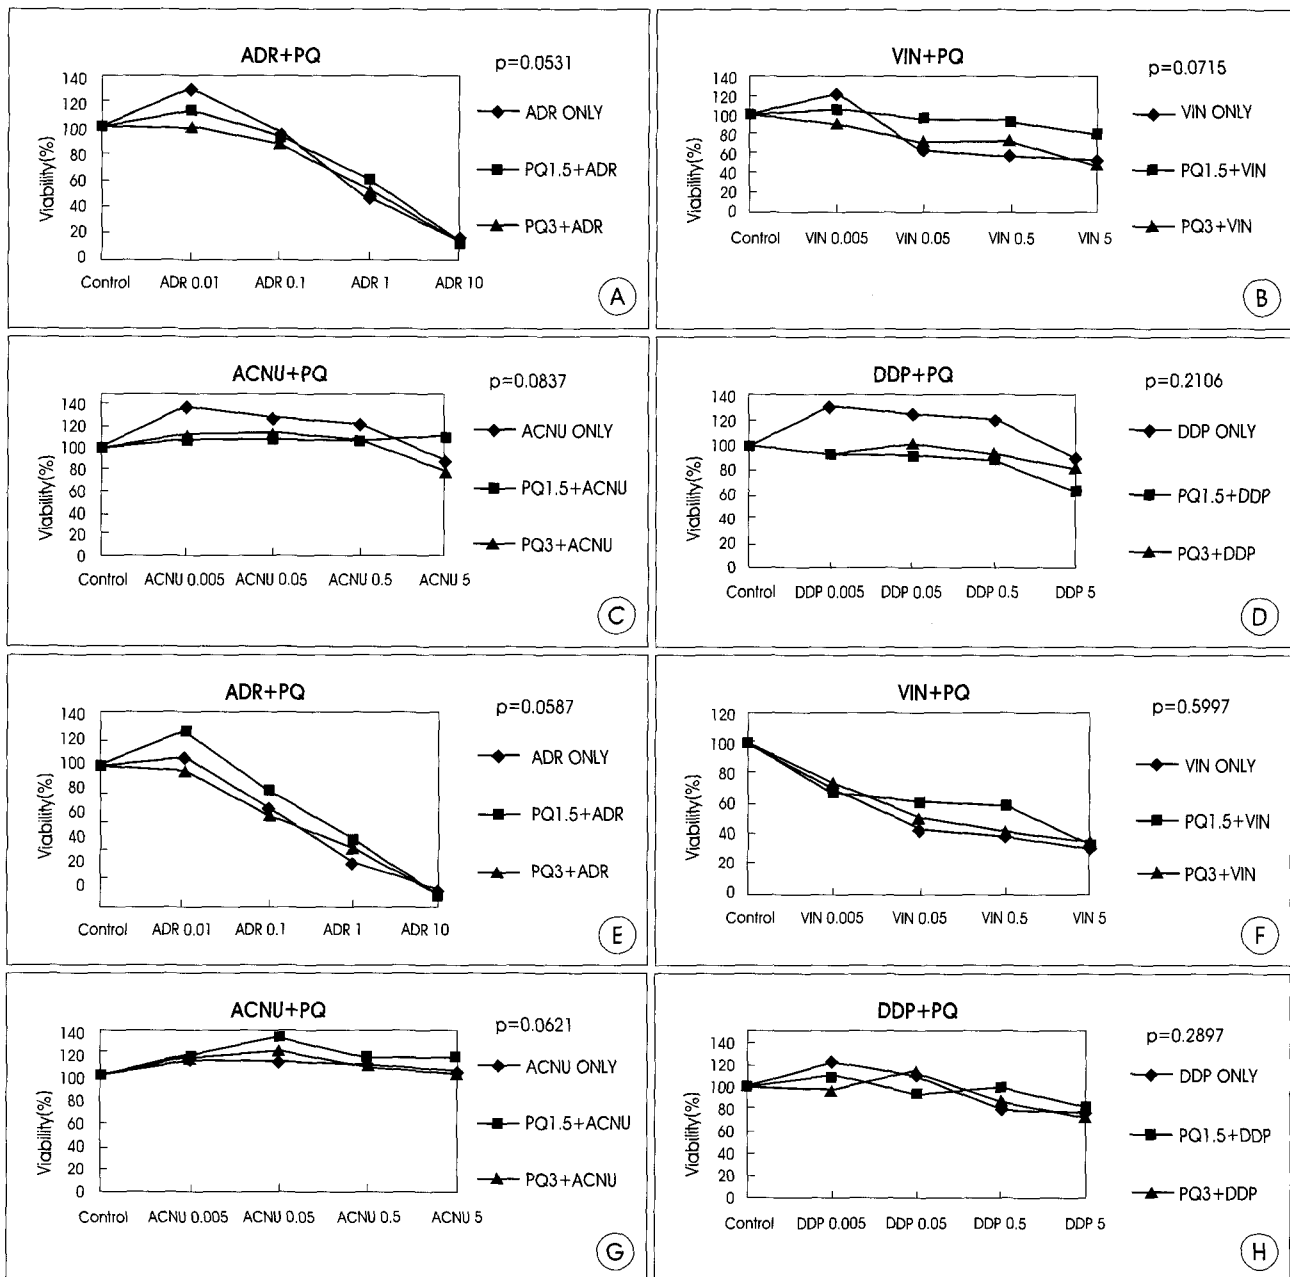 ADR+PQ
p=0.0531
140
120
100
80
60
40
20
0
Viability(%)
Control ADR 0.01 ADR 0.1 ADR 1 ADR 10
ADR ONLY
PQ1.5+ADR
PQ3+ADR
A
VIN+PQ
p=0.0715
140
120
100
80
60
40
20
0
Viability(%)
Control VIN 0.005 VIN 0.05 VIN 0.5 VIN 5
VIN ONLY
PQ1.5+VIN
PQ3+VIN
B
ACNU+PQ
p=0.0837
140
120
100
80
60
40
20
0
Viability(%)
Control ACNU 0.005 ACNU 0.05 ACNU 0.5 ACNU 5
ACNU ONLY
PQ1.5+ACNU
PQ3+ACNU
C
DDP+PQ
p=0.2106
140
120
100
80
60
40
20
0
Viability(%)
Control DDP 0.005 DDP 0.05 DDP 0.5 DDP 5
DDP ONLY
PQ1.5+DDP
PQ3+DDP
D
ADR+PQ
p=0.0587
140
120
100
80
60
40
20
0
Viability(%)
Control ADR 0.01 ADR 0.1 ADR 1 ADR 10
ADR ONLY
PQ1.5+ADR
PQ3+ADR
E
VIN+PQ
p=0.5997
120
100
80
60
40
20
0
Viability(%)
Control VIN 0.005 VIN 0.05 VIN 0.5 VIN 5
VIN ONLY
PQ1.5+VIN
PQ3+VIN
F
ACNU+PQ
p=0.0621
140
120
100
80
60
40
20
0
Viability(%)
Control ACNU 0.005 ACNU 0.05 ACNU 0.5 ACNU 5
ACNU ONLY
PQ1.5+ACNU
PQ3+ACNU
G
DDP+PQ
p=0.2897
140
120
100
80
60
40
20
0
Viability(%)
Control DDP 0.005 DDP 0.05 DDP 0.5 DDP 5
DDP ONLY
PQ1.5+DDP
PQ3+DDP
H